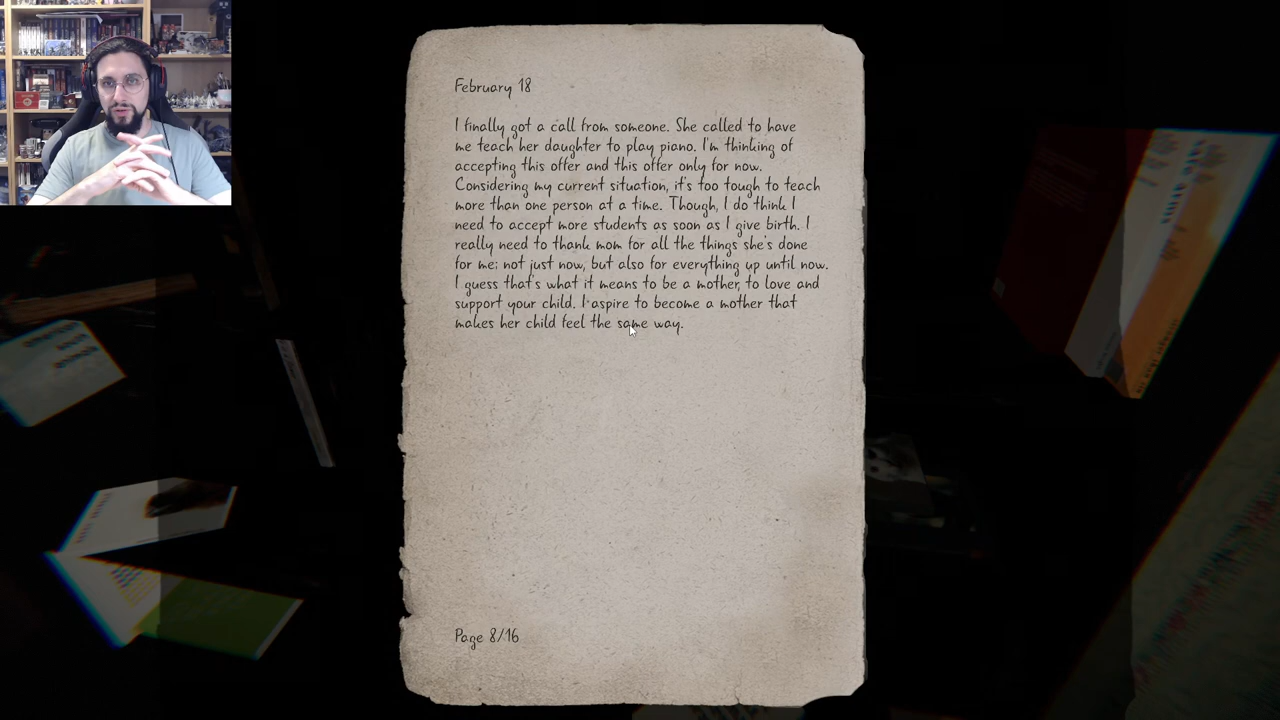 February 18
I finally got a call from someone. She called to have
me teach her daughter to play piano. I'm thinking of
accepting this offer and this offer only for now.
Considering my current situation, it's too tough to teach
more than one person at a time. Though, I do think I
need to accept more students as soon as I give birth. I
really need to thank mom for all the things she's done
for me; not just now, but also for everything up until now.
I guess that's what it means to be a mother, to love and
support your child. I aspire to become a mother that
makes her child feel the same way.
Page 8/16